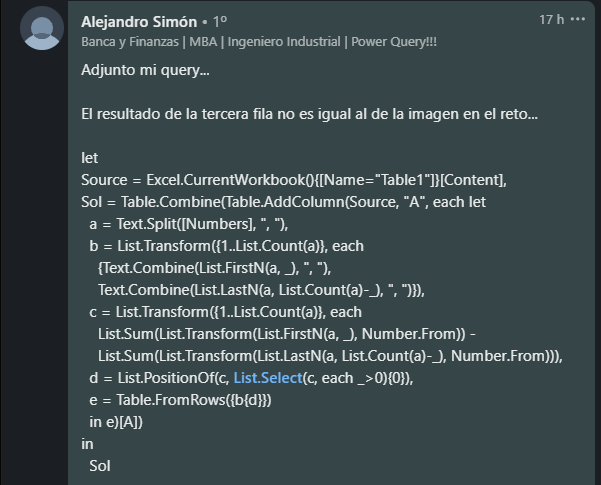 Alejandro Simón • 1º
17 h •••
Banca y Finanzas | MBA | Ingeniero Industrial | Power Query!!!
Adjunto mi query...
El resultado de la tercera fila no es igual al de la imagen en el reto...
let
Source = Excel.CurrentWorkbook(){[Name="Table1"]}[Content],
Sol = Table.Combine(Table.AddColumn(Source, "A", each let
a = Text.Split([Numbers], ", "),
b = List.Transform({1..List.Count(a)}, each
{Text.Combine(List.FirstN(a, _), ", "),
Text.Combine(List.LastN(a, List.Count(a)-_), ", ")}),
c = List.Transform({1..List.Count(a)}, each
List.Sum(List.Transform(List.FirstN(a, _), Number.From)) -
List.Sum(List.Transform(List.LastN(a, List.Count(a)-_), Number.From))),
d = List.PositionOf(c, List.Select(c, each _>0){0}),
e = Table.FromRows({b{d}})
in e)[A])
in
Sol